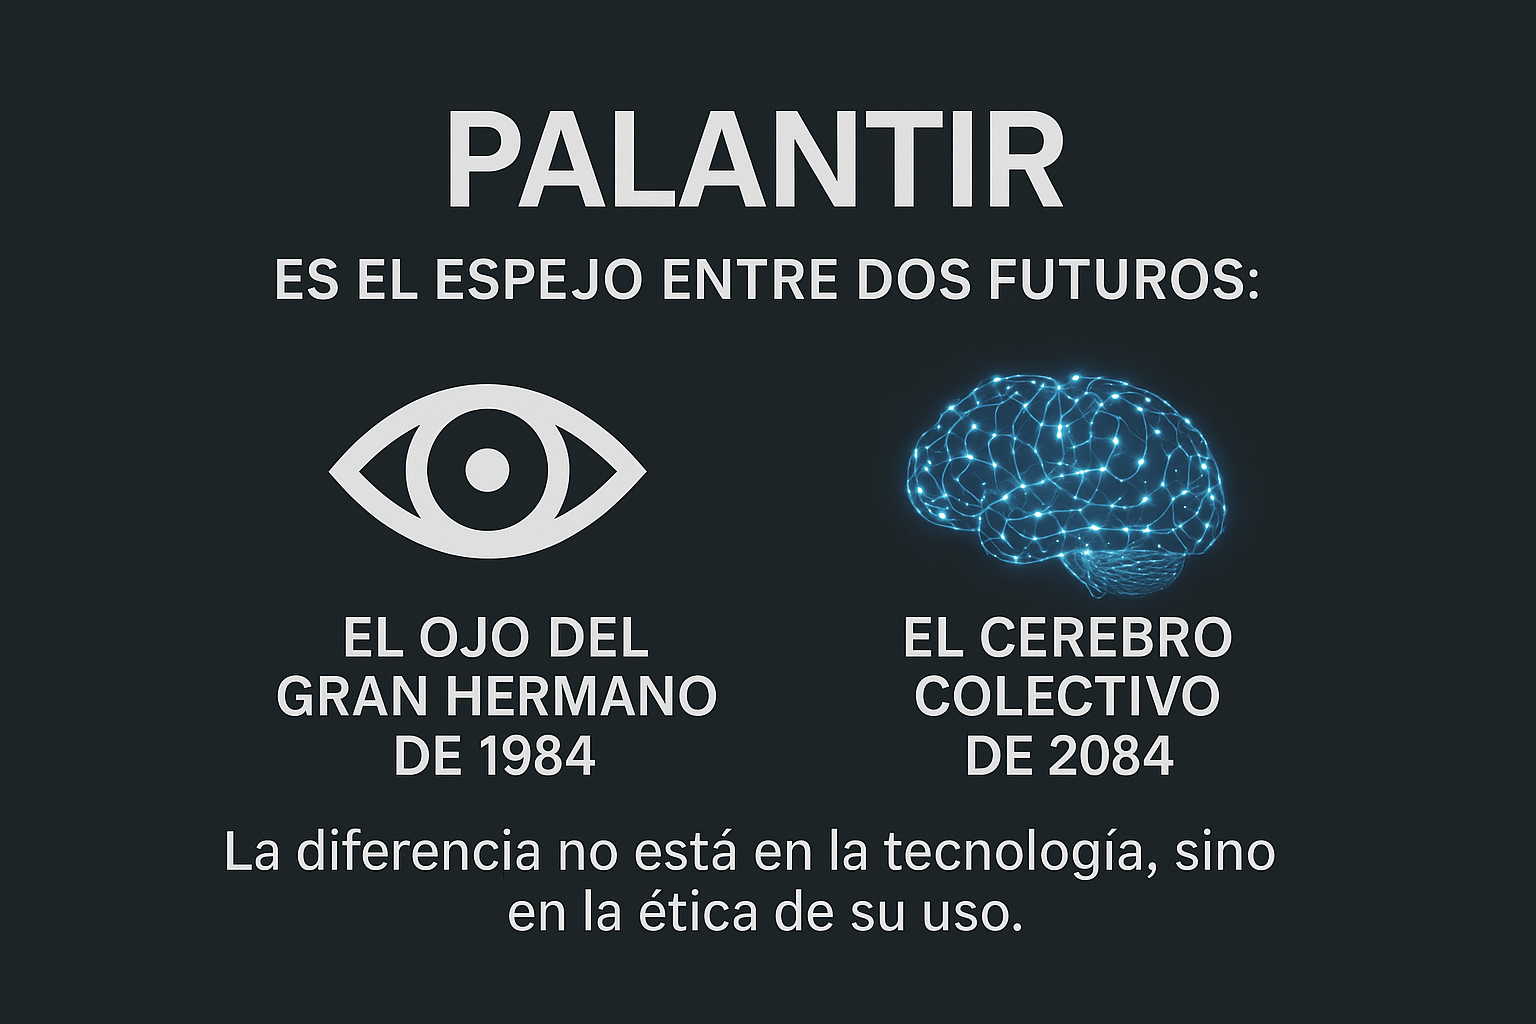 PALANTIR
ES EL ESPEJO ENTRE DOS FUTUROS:
EL OJO DEL
GRAN HERMANO
DE 1984
EL CEREBRO
COLECTIVO
DE 2084
La diferencia no está en la tecnología, sino
en la ética de su uso.